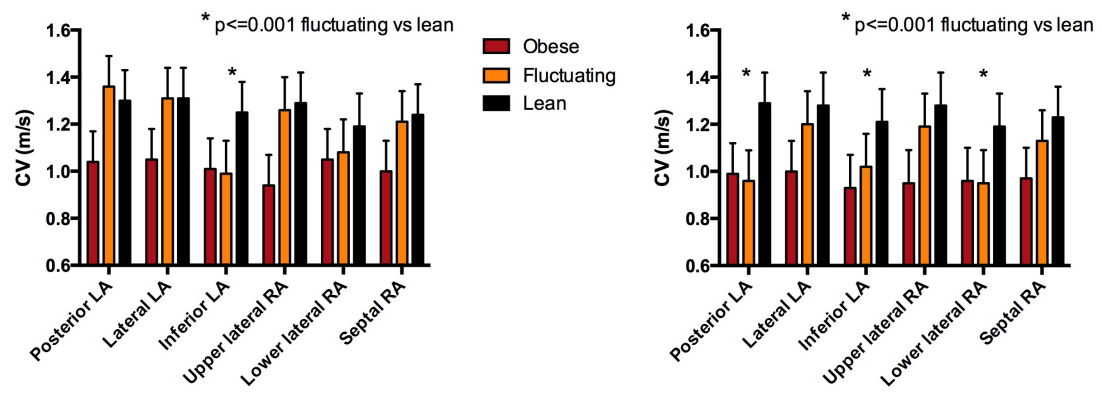 * p<=0.001 fluctuating vs lean
1.6
1.4
1.2
1.0
0.8
0.6
CV (m/s)
Posterior LA
Lateral LA
Inferior LA
Upper lateral RA
Lower lateral RA
Septal RA
*
Obese
Fluctuating
Lean
* p<=0.001 fluctuating vs lean
1.6
1.4
1.2
1.0
0.8
0.6
CV (m/s)
* * *
Posterior LA
Lateral LA
Inferior LA
Upper lateral RA
Lower lateral RA
Septal RA